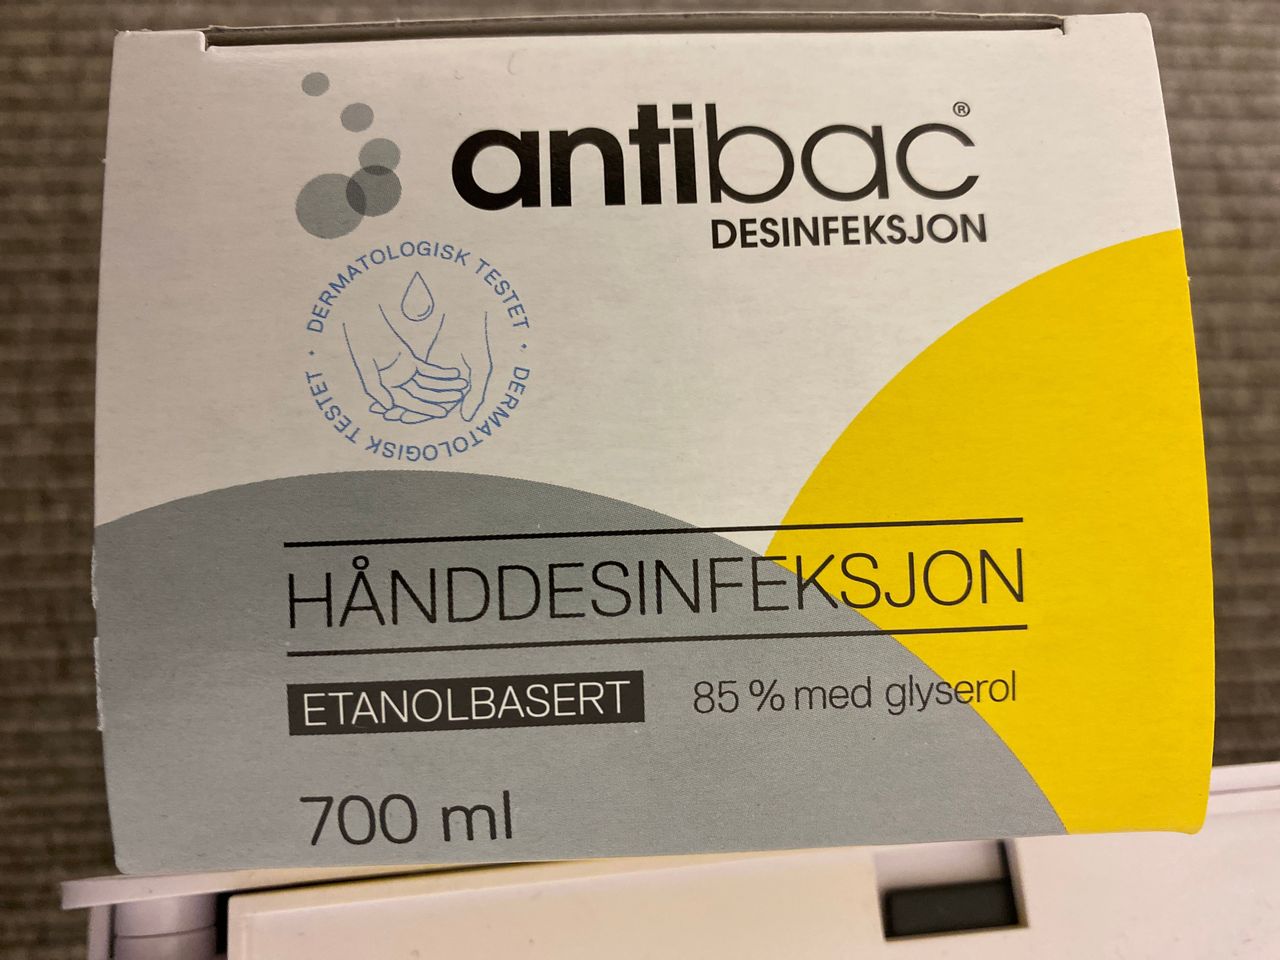 antibac®
DESINFEKSJON
DERMATOLOGISK TESTET · DERMATOLOGISK TESTET ·
HÅNDDESINFEKSJON
ETANOLBASERT 85 % med glyserol
700 ml